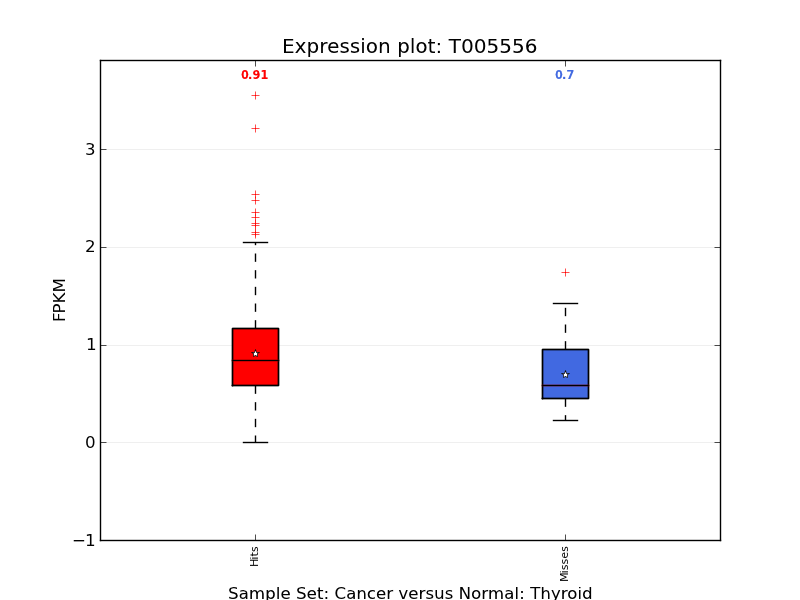 Expression plot: T005556
0.91
0.7
3
2
1
0
−1
FPKM
Hits
Misses
Sample Set: Cancer versus Normal: Thyroid